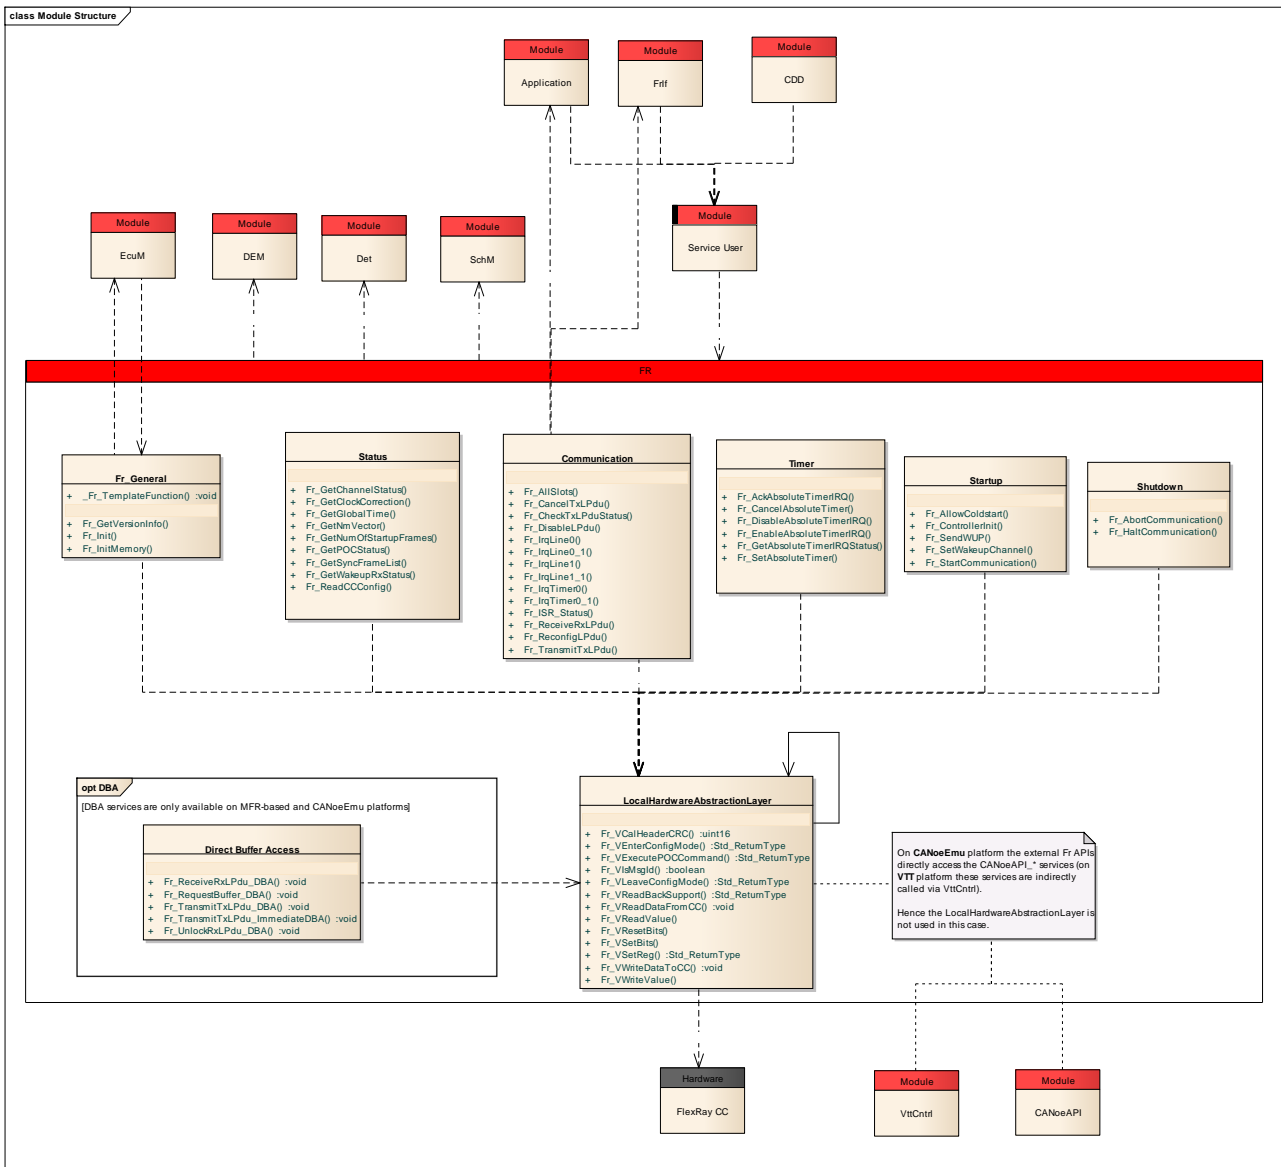 class Module Structure
Module
Application
Module
FrIf
Module
CDD
Module
EcuM
Module
DEM
Module
Det
Module
SchM
Module
Service User
FR
Fr_General
+ _Fr_TemplateFunction() :void
+ Fr_GetVersionInfo()
+ Fr_Init()
+ Fr_InitMemory()
Status
+ Fr_GetChannelStatus()
+ Fr_GetClockCorrection()
+ Fr_GetGlobalTime()
+ Fr_GetNmVector()
+ Fr_GetNumOfStartupFrames()
+ Fr_GetPOCStatus()
+ Fr_GetSyncFrameList()
+ Fr_GetWakeupRxStatus()
+ Fr_ReadCCConfig()
Communication
+ Fr_AllSlots()
+ Fr_CancelTxLPdu()
+ Fr_CheckTxLPduStatus()
+ Fr_DisableLPdu()
+ Fr_IrqLine0()
+ Fr_IrqLine0_1()
+ Fr_IrqLine1()
+ Fr_IrqLine1_1()
+ Fr_IrqTimer0()
+ Fr_IrqTimer0_1()
+ Fr_ISR_Status()
+ Fr_ReceiveRxLPdu()
+ Fr_ReconfigLPdu()
+ Fr_TransmitTxLPdu()
Timer
+ Fr_AckAbsoluteTimerIRQ()
+ Fr_CancelAbsoluteTimer()
+ Fr_DisableAbsoluteTimerIRQ()
+ Fr_EnableAbsoluteTimerIRQ()
+ Fr_GetAbsoluteTimerIRQStatus()
+ Fr_SetAbsoluteTimer()
Startup
+ Fr_AllowColdstart()
+ Fr_ControllerInit()
+ Fr_SendWUP()
+ Fr_SetWakeupChannel()
+ Fr_StartCommunication()
Shutdown
+ Fr_AbortCommunication()
+ Fr_HaltCommunication()
opt DBA
[DBA services are only available on MFR-based and CANoeEmu platforms]
Direct Buffer Access
+ Fr_ReceiveRxLPdu_DBA() :void
+ Fr_RequestBuffer_DBA() :void
+ Fr_TransmitTxLPdu_DBA() :void
+ Fr_TransmitTxLPdu_ImmediateDBA() :void
+ Fr_UnlockRxLPdu_DBA() :void
LocalHardwareAbstractionLayer
+ Fr_VCalHeaderCRC() :uint16
+ Fr_VEnterConfigMode() :Std_ReturnType
+ Fr_VExecutePOCCommand() :Std_ReturnType
+ Fr_VIsMsgId() :boolean
+ Fr_VLeaveConfigMode() :Std_ReturnType
+ Fr_VReadBackSupport() :Std_ReturnType
+ Fr_VReadDataFromCC() :void
+ Fr_VReadValue()
+ Fr_VResetBits()
+ Fr_VSetBits()
+ Fr_VSetReg() :Std_ReturnType
+ Fr_VWriteDataToCC() :void
+ Fr_VWriteValue()
On CANoeEmu platform the external Fr APIs
directly access the CANoeAPI_* services (on
VTT platform these services are indirectly
called via VttCntrl).
Hence the LocalHardwareAbstractionLayer is
not used in this case.
Hardware
FlexRay CC
Module
VttCntrl
Module
CANoeAPI